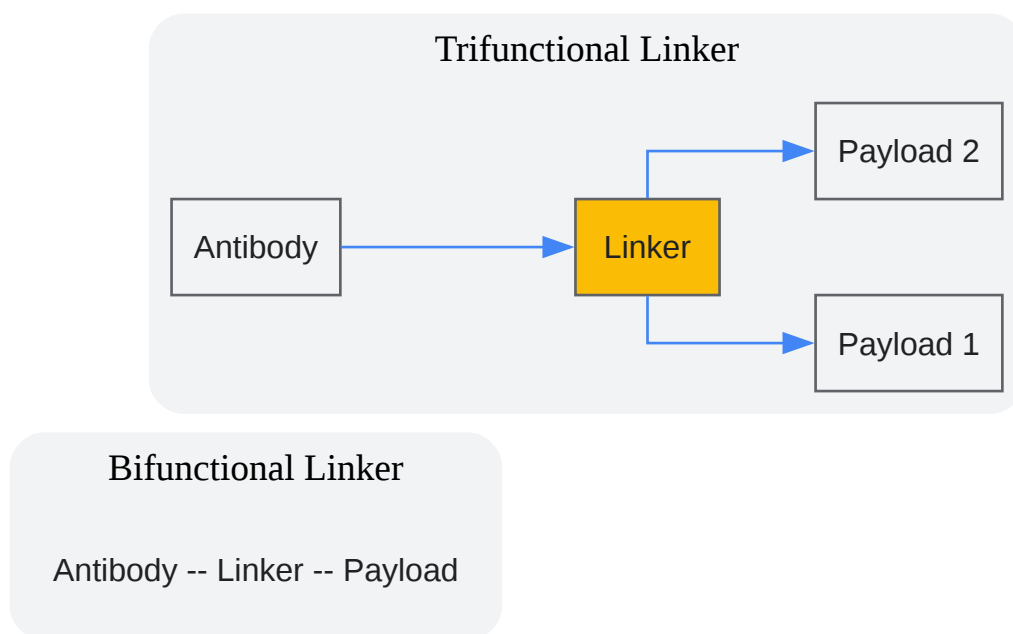 Trifunctional Linker
Payload 2
Antibody
Linker
Payload 1
Bifunctional Linker
Antibody -- Linker -- Payload